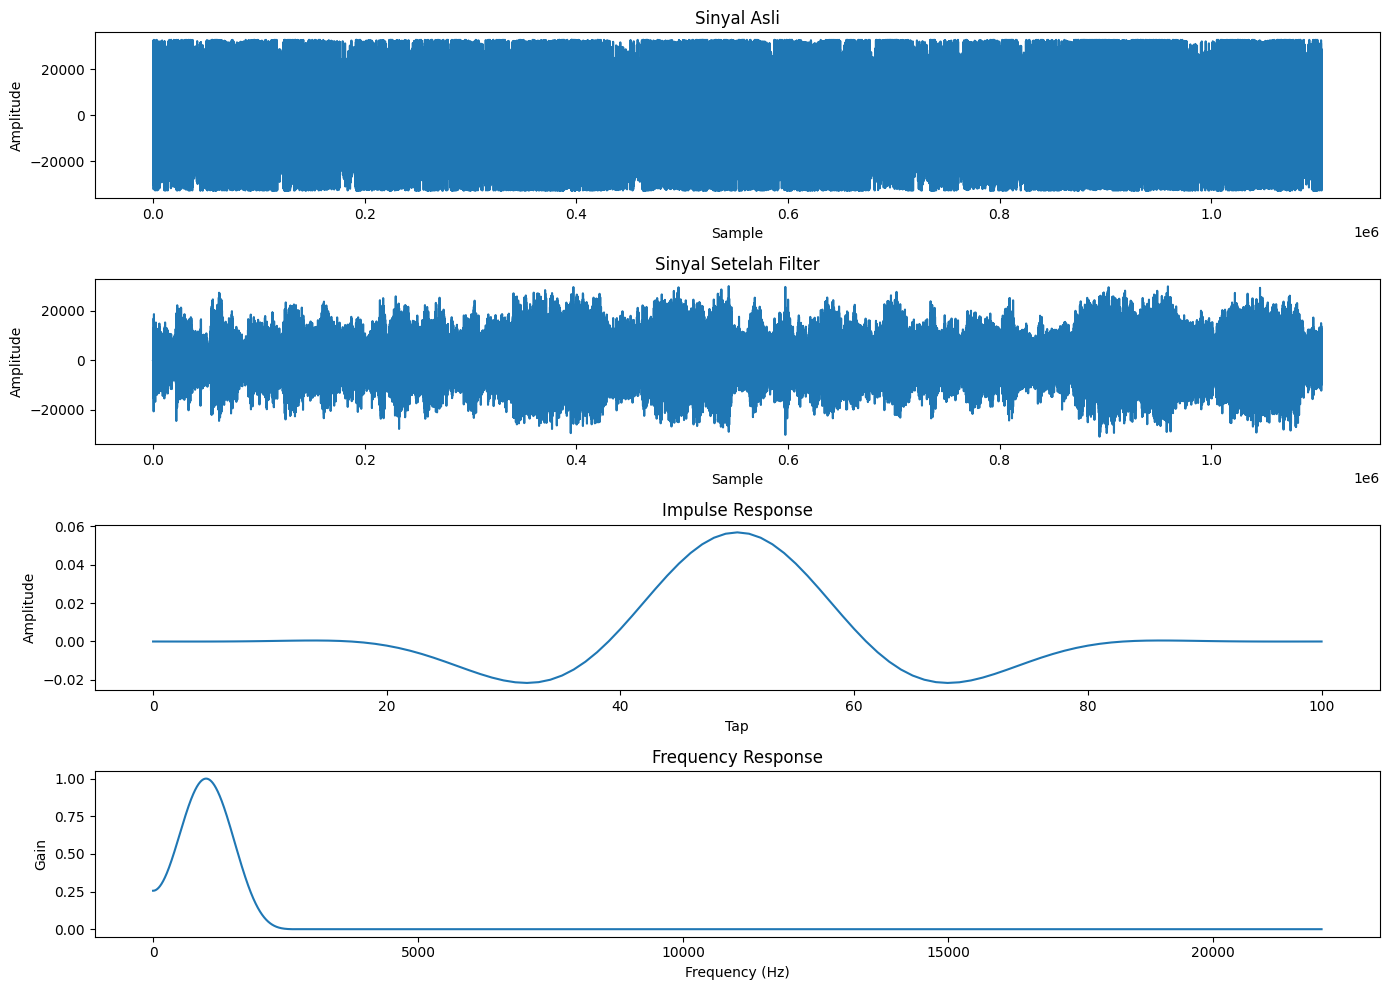 Sinyal Asli
Amplitude
20000
0
−20000
0.0 0.2 0.4 0.6 0.8 1.0
1e6
Sample
Sinyal Setelah Filter
Amplitude
20000
0
−20000
0.0 0.2 0.4 0.6 0.8 1.0
1e6
Sample
Impulse Response
Amplitude
0.06
0.04
0.02
0.00
−0.02
0 20 40 60 80 100
Tap
Frequency Response
Gain
1.00
0.75
0.50
0.25
0.00
0 5000 10000 15000 20000
Frequency (Hz)